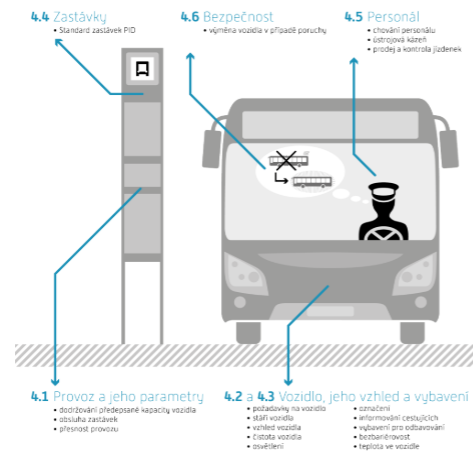 4.4 Zastávky
• Standard zastávek PID
4.6 Bezpečnost
• výměna vozidla v případě poruchy
4.5 Personál
• chování personálu
• ústrojová kázeň
• prodej a kontrola jízdenek
4.1 Provoz a jeho parametry
• dodržování předepsané kapacity vozidla
• obsluha zastávek
• přesnost provozu
4.2 a 4.3 Vozidlo, jeho vzhled a vybavení
• požadavky na vozidlo
• stáří vozidla
• vzhled vozidla
• čistota vozidla
• osvětlení
• označení
• informování cestujících
• vybavení pro odbavování
• bezbariérovost
• teplota ve vozidle